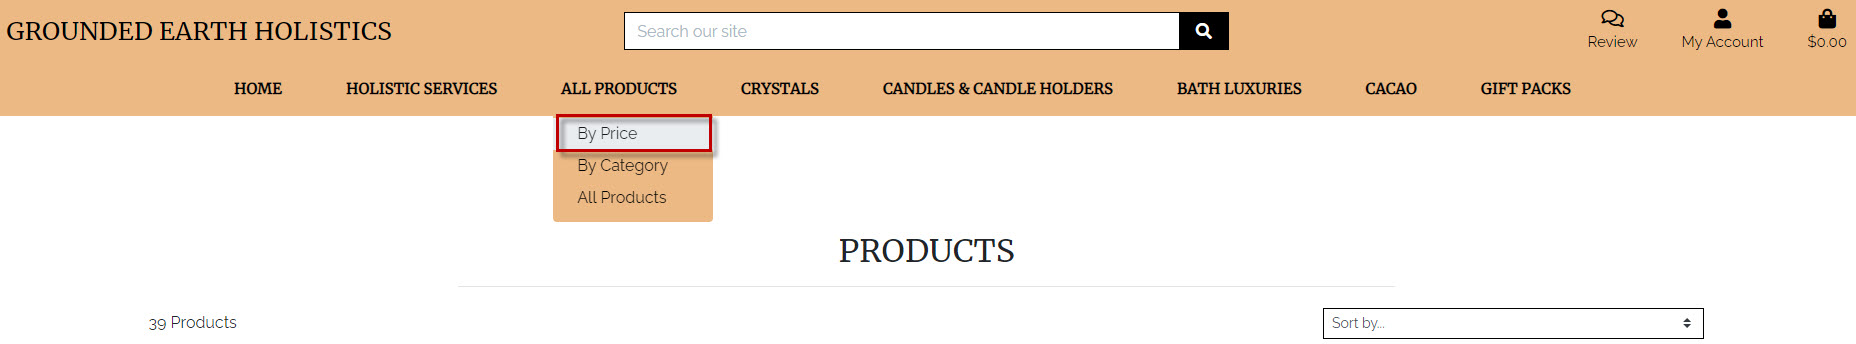 GROUNDED EARTH HOLISTICS
Search our site
Review
My Account
$0.00
HOME
HOLISTIC SERVICES
ALL PRODUCTS
CRYSTALS
CANDLES & CANDLE HOLDERS
BATH LUXURIES
CACAO
GIFT PACKS
By Price
By Category
All Products
PRODUCTS
39 Products
Sort by...